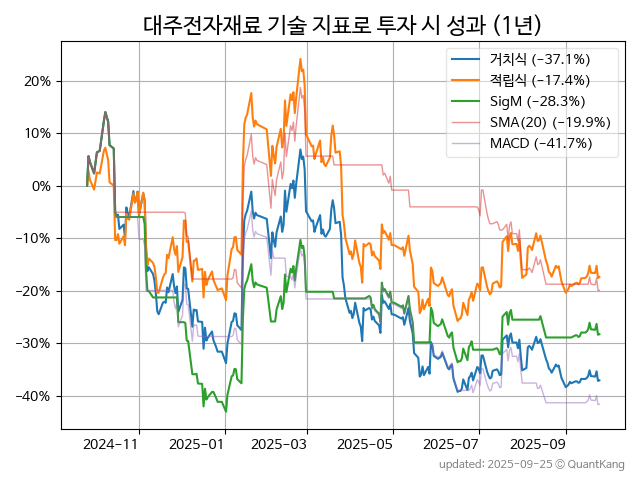 대주전자재료 기술 지표로 투자 시 성과 (1년)
거치식 (−37.1%)
적립식 (−17.4%)
SigM (−28.3%)
SMA(20) (−19.9%)
MACD (−41.7%)
20%
10%
0%
−10%
−20%
−30%
−40%
2024−11 2025−01 2025−03 2025−05 2025−07 2025−09
updated: 2025−09−25 © QuantKang